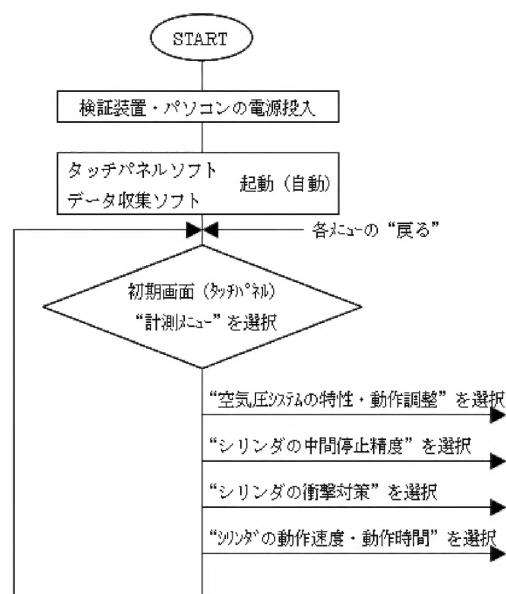 START
検証装置・パソコンの電源投入
タッチパネルソフト
データ収集ソフト 起動（自動）
各ﾒﾆｭｰの“戻る”
初期画面（ﾀｯﾁﾊﾟﾈﾙ）
“計測ﾒﾆｭｰ”を選択
“空気圧ｼｽﾃﾑの特性・動作調整”を選択
“シリンダの中間停止精度”を選択
“シリンダの衝撃対策”を選択
“ｼﾘﾝﾀﾞの動作速度・動作時間”を選択